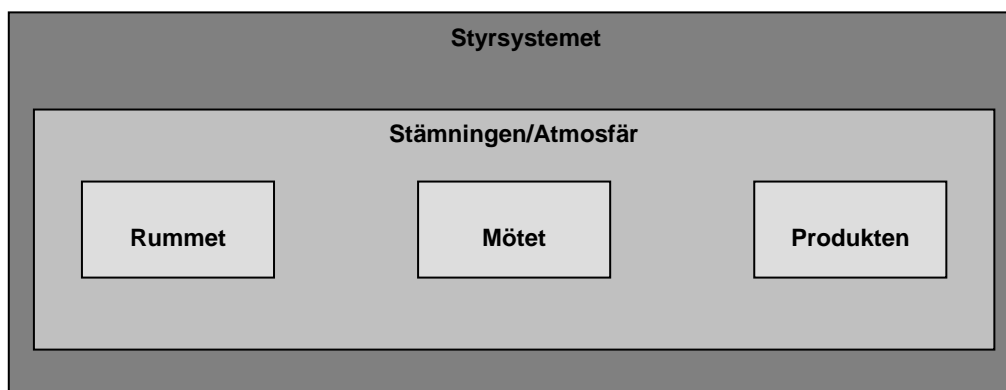 Styrsystemet
Stämningen/Atmosfär
Rummet
Mötet
Produkten